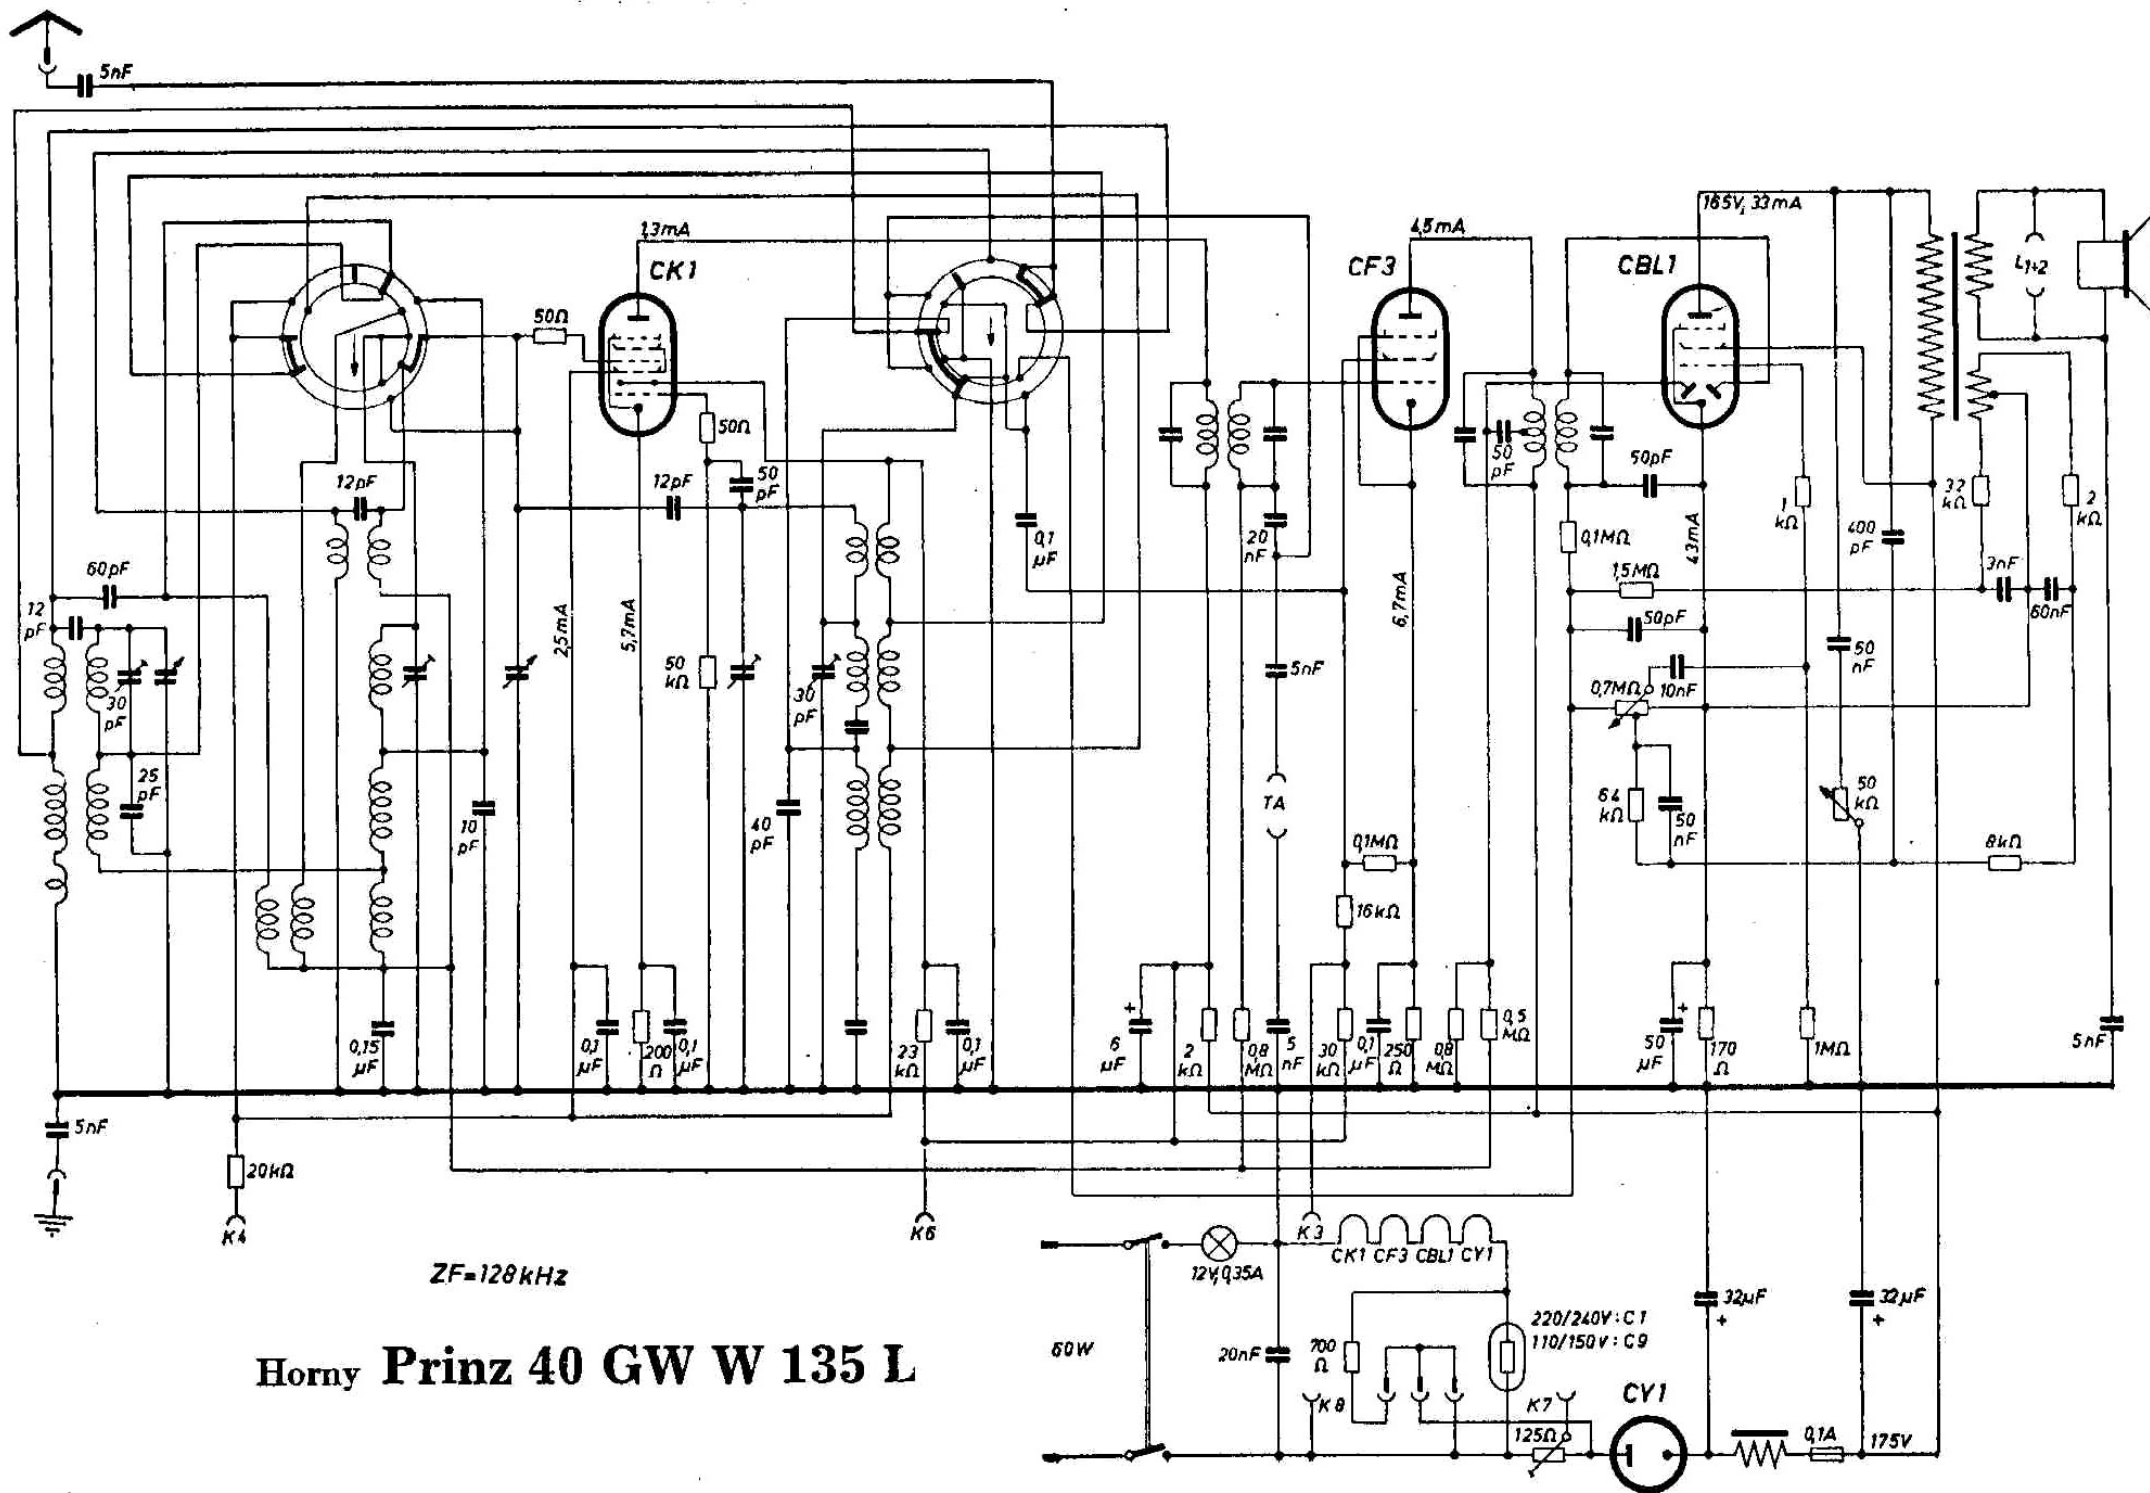 5nF
1,3mA
CK1
50Ω
4,5mA
CF3
CBL1
165V, 33mA
L1+2
50Ω
12pF
12pF
50
pF
50
pF
50pF
0,1
µF
20
nF
0,1MΩ
43mA
1
kΩ
400
pF
32
kΩ
2
kΩ
60pF
12
pF
1,5MΩ
3nF
60nF
2,5mA
5,7mA
6,7mA
50pF
30
pF
50
kΩ
30
pF
5nF
0,7MΩ
10nF
50
nF
25
pF
10
pF
40
pF
TA
64
kΩ
50
nF
50
kΩ
0,1MΩ
8kΩ
16kΩ
0,15
µF
0,1
µF
200
Ω
0,1
µF
23
kΩ
0,1
µF
+
6
µF
2
kΩ
0,8
MΩ
5
nF
30
kΩ
0,1
µF
250
Ω
0,8
MΩ
0,5
MΩ
+
50
µF
170
Ω
1MΩ
5nF
5nF
20kΩ
K4
K6
K3
CK1 CF3 CBL1 CY1
12V,0,35A
ZF=128kHz
60W
20nF
700
Ω
K8
220/240V: C1
110/150V: C9
K7
125Ω
CY1
32µF
+
32µF
+
0,1A
175V
Horny Prinz 40 GW W 135 L